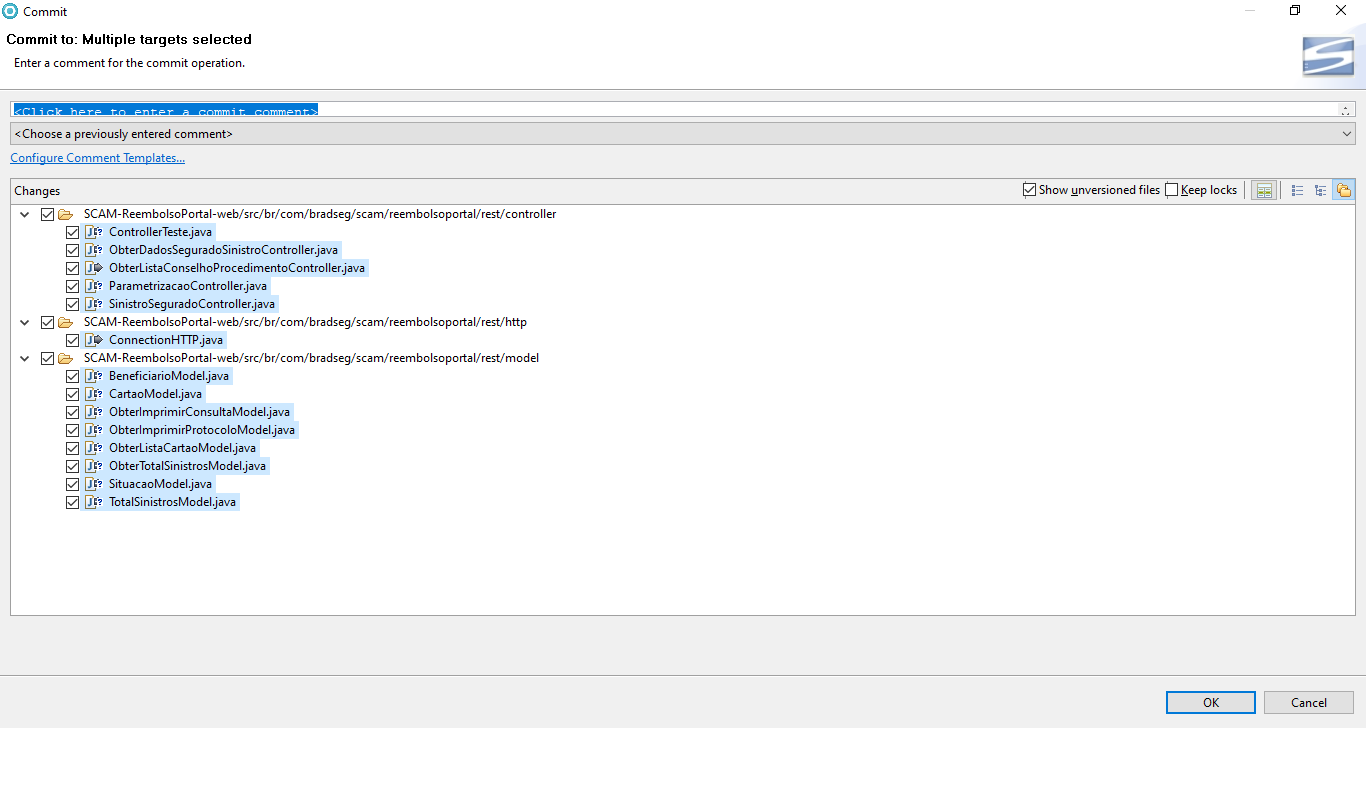 Commit
Commit to: Multiple targets selected
Enter a comment for the commit operation.
<Click here to enter a commit comment>
<Choose a previously entered comment>
Configure Comment Templates...
Changes Show unversioned files Keep locks
SCAM-ReembolsoPortal-web/src/br/com/bradseg/scam/reembolsoportal/rest/controller
ControllerTeste.java
ObterDadosSeguradoSinistroController.java
ObterListaConselhoProcedimentoController.java
ParametrizacaoController.java
SinistroSeguradoController.java
SCAM-ReembolsoPortal-web/src/br/com/bradseg/scam/reembolsoportal/rest/http
ConnectionHTTP.java
SCAM-ReembolsoPortal-web/src/br/com/bradseg/scam/reembolsoportal/rest/model
BeneficiarioModel.java
CartaoModel.java
ObterImprimirConsultaModel.java
ObterImprimirProtocoloModel.java
ObterListaCartaoModel.java
ObterTotalSinistrosModel.java
SituacaoModel.java
TotalSinistrosModel.java
OK Cancel